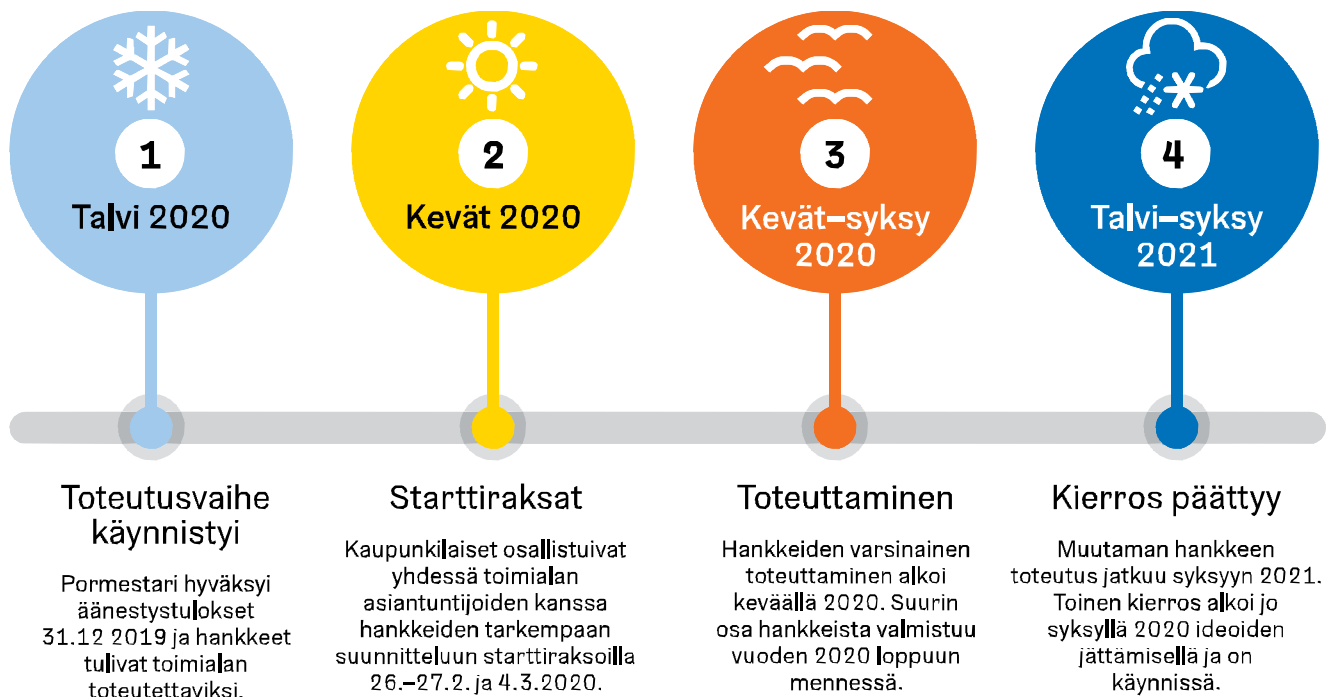 1
Talvi 2020
2
Kevät 2020
3
Kevät–syksy
2020
4
Talvi–syksy
2021
Toteutusvaihe
käynnistyi
Pormestari hyväksyi
äänestystulokset
31.12 2019 ja hankkeet
tulivat toimialan
toteutettaviksi.
Starttiraksat
Kaupunkilaiset osallistuivat
yhdessä toimialan
asiantuntijoiden kanssa
hankkeiden tarkempaan
suunnitteluun starttiraksoilla
26.–27.2. ja 4.3.2020.
Toteuttaminen
Hankkeiden varsinainen
toteuttaminen alkoi
keväällä 2020. Suurin
osa hankkeista valmistuu
vuoden 2020 loppuun
mennessä.
Kierros päättyy
Muutaman hankkeen
toteutus jatkuu syksyyn 2021.
Toinen kierros alkoi jo
syksyllä 2020 ideoiden
jättämisellä ja on
käynnissä.